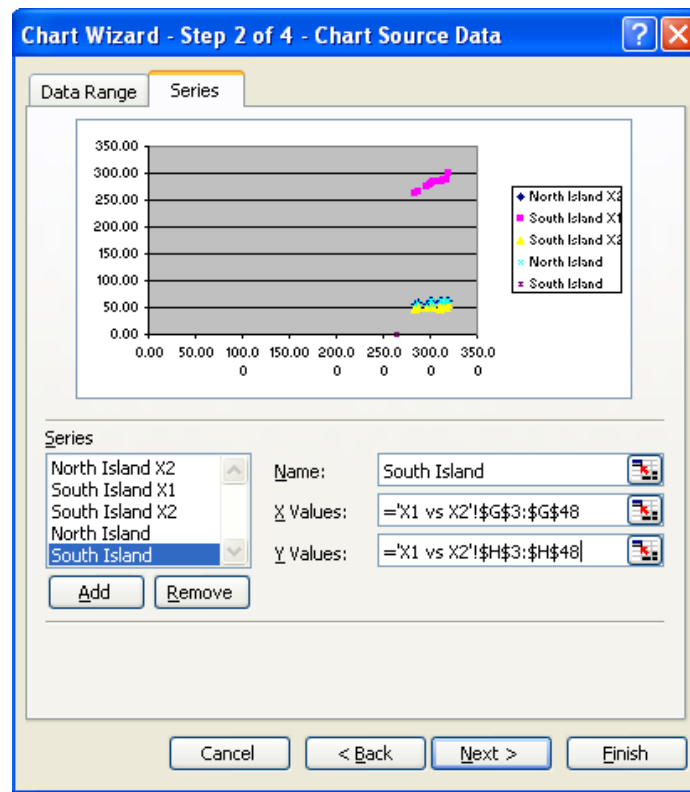 Chart Wizard - Step 2 of 4 - Chart Source Data
Data Range Series
350.00
300.00
250.00
200.00
150.00
100.00
50.00
0.00
0.00 50.00 100.0 150.00 200.0 250.0 300.0 350.0
0 0 0 0 0
North Island X2
South Island X1
South Island X2
North Island
South Island
Series
North Island X2
South Island X1
South Island X2
North Island
South Island
Name: South Island
X Values: ='X1 vs X2'!$G$3:$G$48
Y Values: ='X1 vs X2'!$H$3:$H$48
Add Remove
Cancel < Back Next > Finish